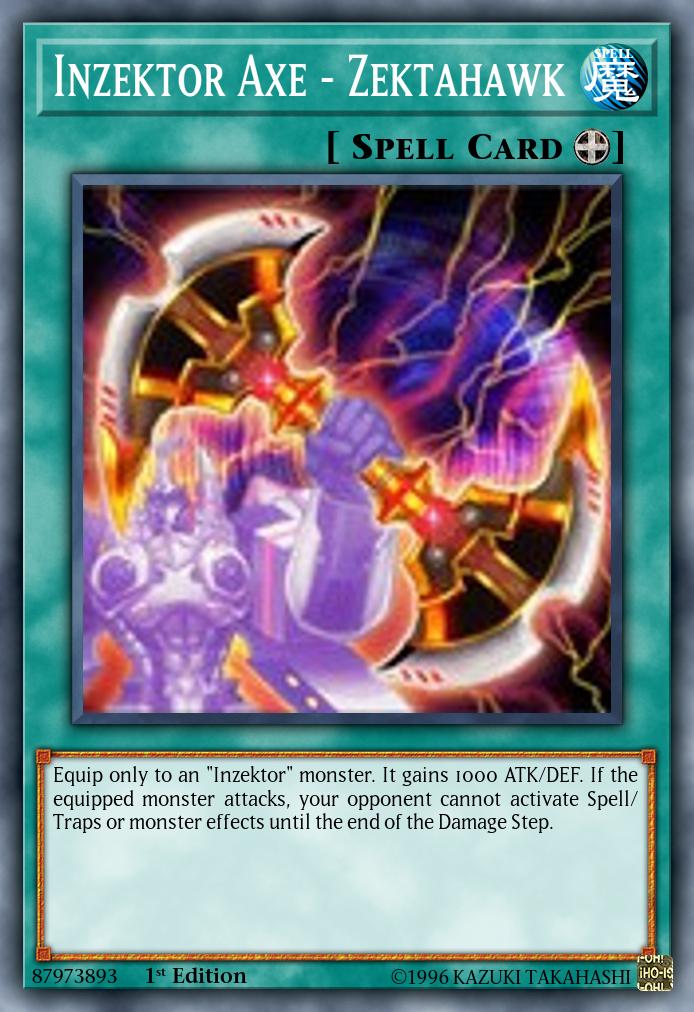 Inzektor Axe - Zektahawk
SPELL
魔
[ Spell Card ]
Equip only to an "Inzektor" monster. It gains 1000 ATK/DEF. If the
equipped monster attacks, your opponent cannot activate Spell/
Traps or monster effects until the end of the Damage Step.
87973893 1st Edition ©1996 KAZUKI TAKAHASHI